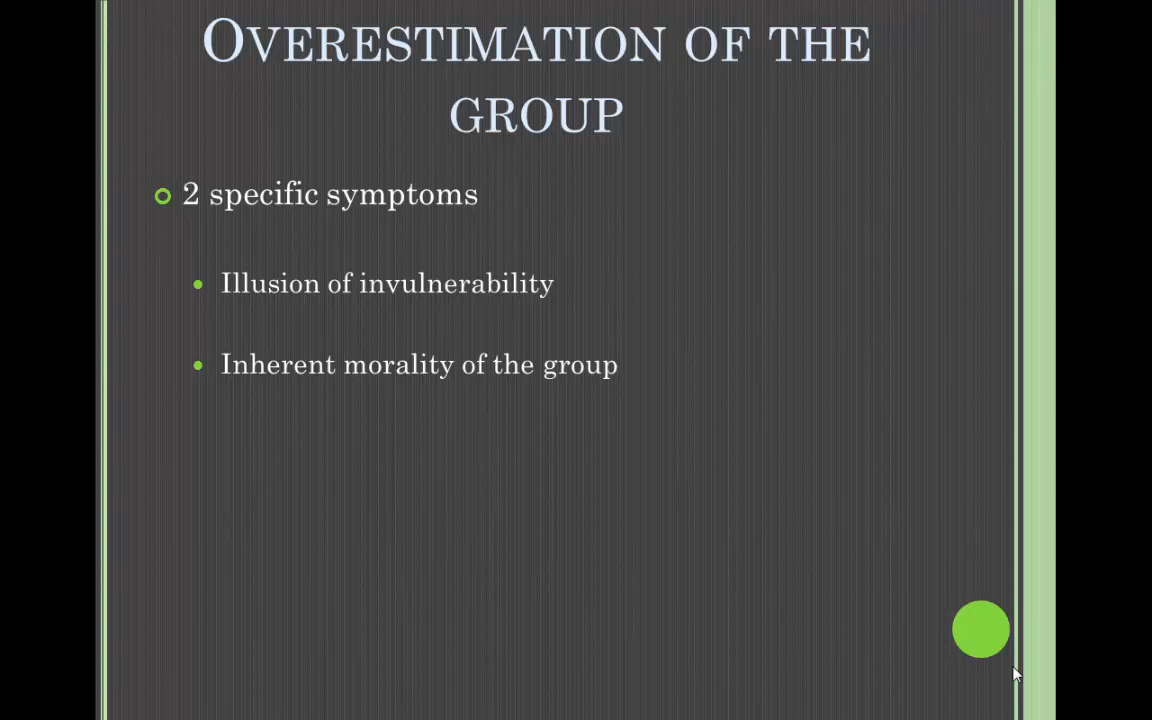 OVERESTIMATION OF THE
GROUP
2 specific symptoms
Illusion of invulnerability
Inherent morality of the group